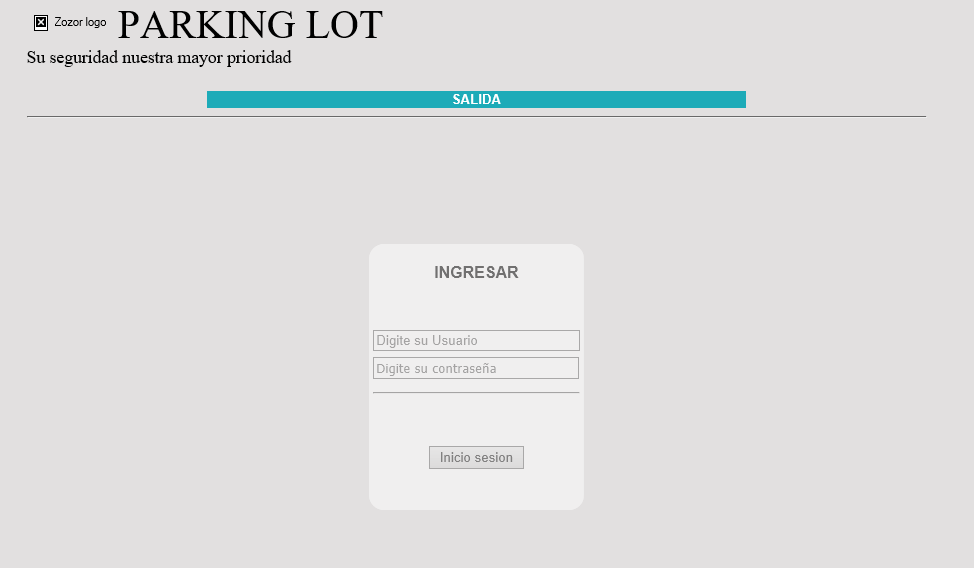 Zozor logo PARKING LOT
Su seguridad nuestra mayor prioridad
SALIDA
INGRESAR
Digite su Usuario
Digite su contraseña
Inicio sesion